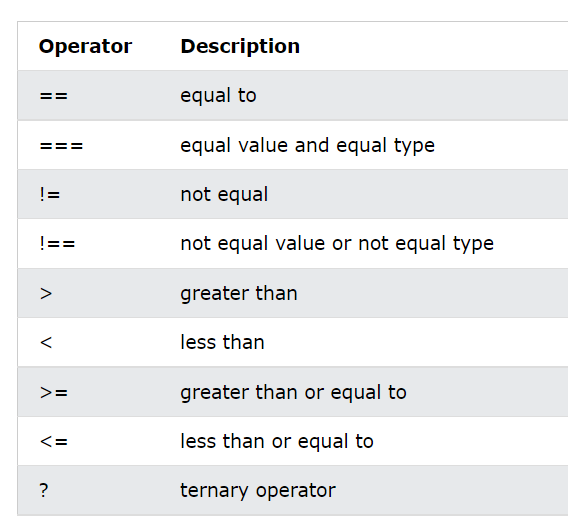 Operator Description
== equal to
=== equal value and equal type
!= not equal
!== not equal value or not equal type
> greater than
< less than
>= greater than or equal to
<= less than or equal to
? ternary operator